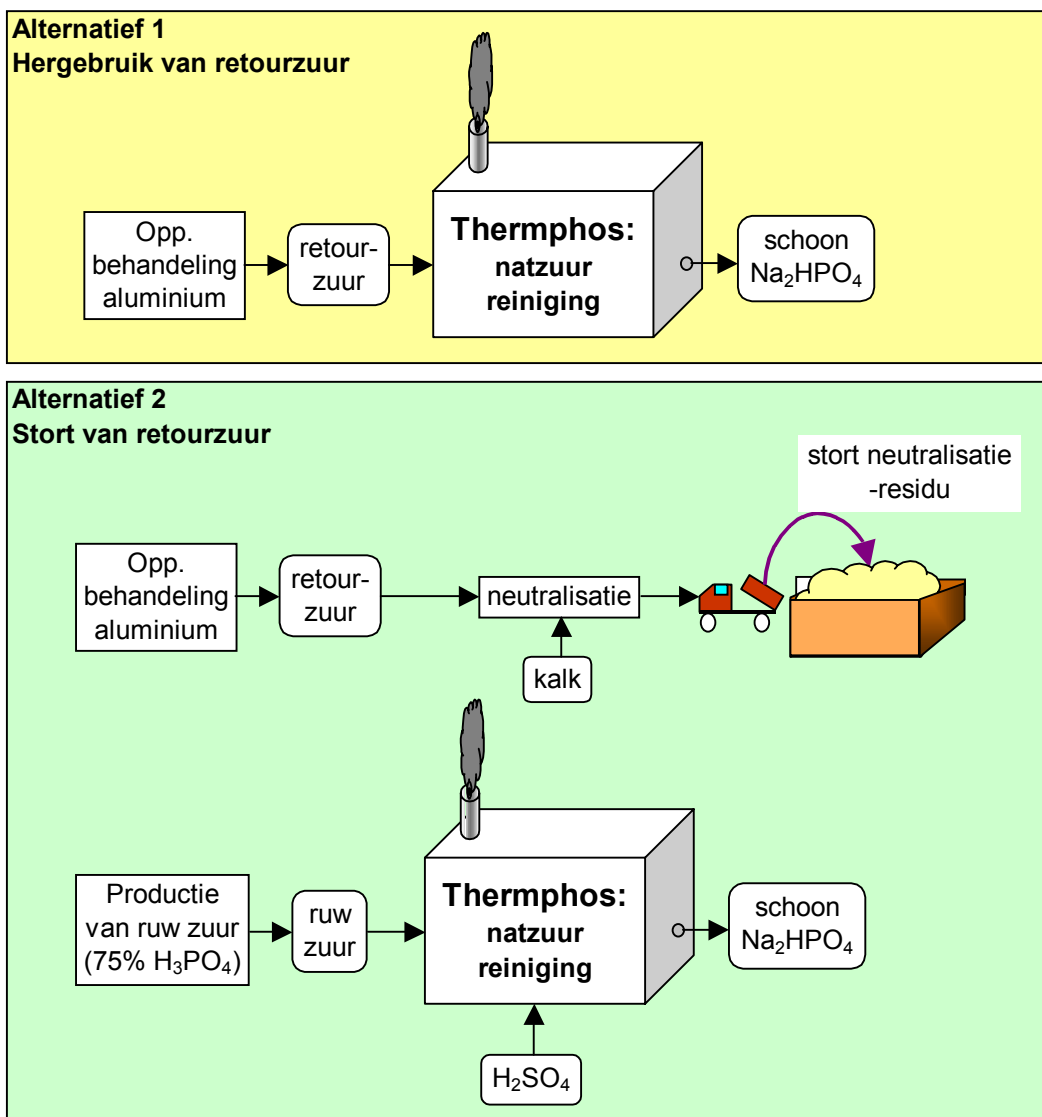 Alternatief 1
Hergebruik van retourzuur
Opp.
behandeling
aluminium
retour-
zuur
Thermphos:
natzuur
reiniging
schoon
Na₂HPO₄
Alternatief 2
Stort van retourzuur
stort neutralisatie
-residu
Opp.
behandeling
aluminium
retour-
zuur
neutralisatie
kalk
Productie
van ruw zuur
(75% H₃PO₄)
ruw
zuur
Thermphos:
natzuur
reiniging
schoon
Na₂HPO₄
H₂SO₄